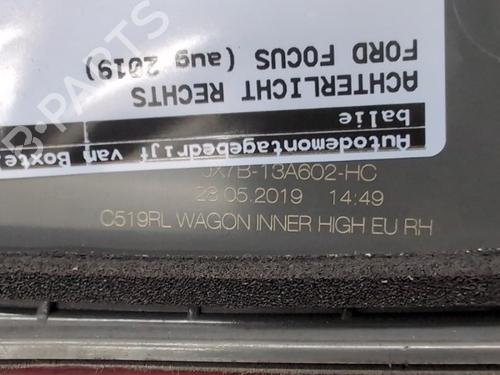 FORD FOCUS (aug 2019)
ACHTERLICHT RECHTS
balie
Autodemontagebedrijf van
JX7B-13A602-HC
23.05.2019 14:49
C519RL WAGON INNER HIGH EU RH